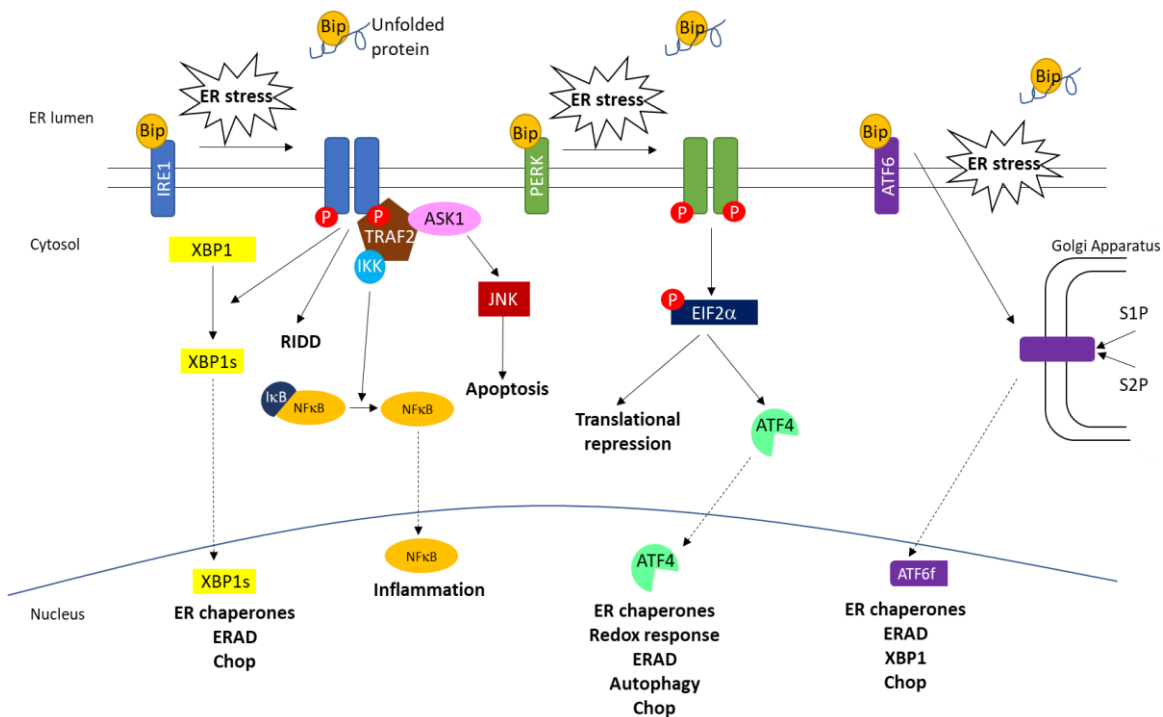 Bip
Unfolded
protein
Bip
Bip
ER stress
ER stress
ER lumen
Bip
Bip
Bip
ER stress
IRE1
PERK
ATF6
P
P
P
P
ASK1
TRAF2
Cytosol
XBP1
IKK
Golgi Apparatus
JNK
P
EIF2α
S1P
RIDD
XBP1s
S2P
Apoptosis
IκB
NFκB
NFκB
Translational
repression
ATF4
NFκB
ATF4
XBP1s
ATF6f
Inflammation
Nucleus
ER chaperones
ERAD
Chop
ER chaperones
Redox response
ERAD
Autophagy
Chop
ER chaperones
ERAD
XBP1
Chop